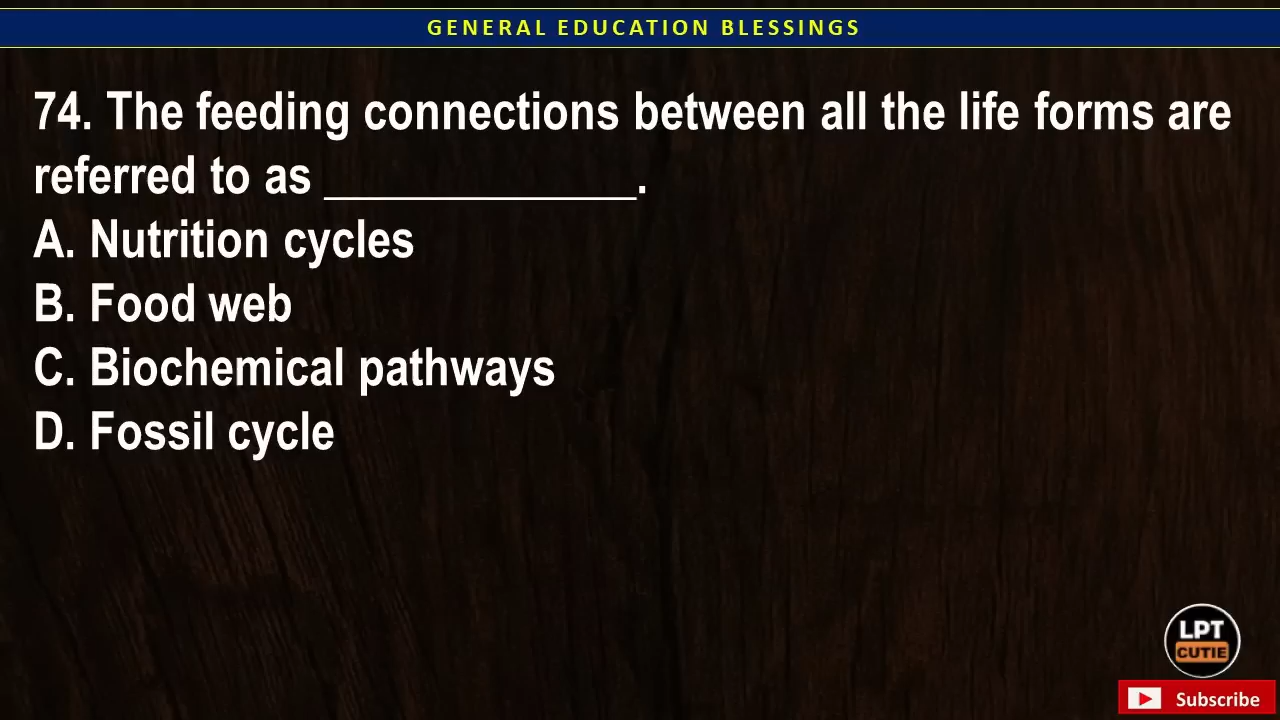 GENERAL EDUCATION BLESSINGS
74. The feeding connections between all the life forms are
referred to as _____________.
A. Nutrition cycles
B. Food web
C. Biochemical pathways
D. Fossil cycle
LPT
CUTIE
Subscribe